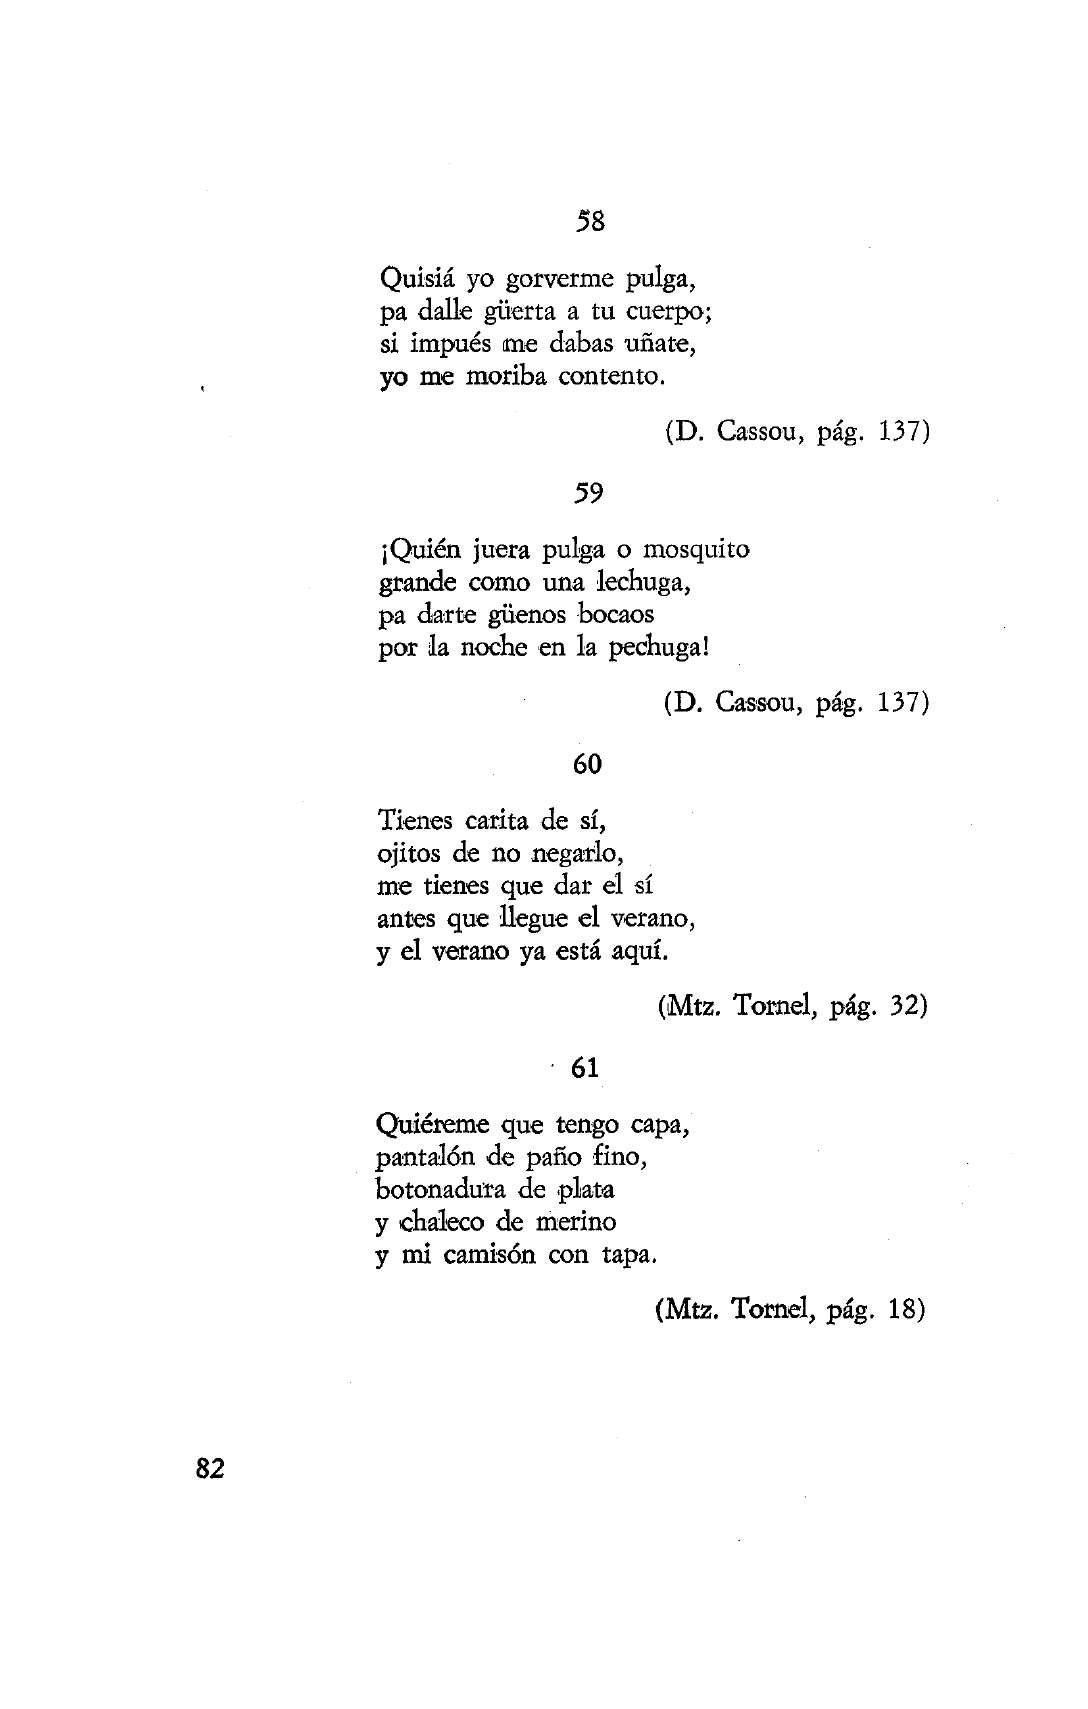 58
Quisiá yo gorverme pulga,
pa dalle güerta a tu cuerpo;
si impués me dabas uñate,
yo me moriba contento.
(D. Cassou, pág. 137)
59
¡Quién juera pulga o mosquito
grande como una lechuga,
pa darte güenos bocaos
por la noche en la pechuga!
(D. Cassou, pág. 137)
60
Tienes carita de sí,
ojitos de no negarlo,
me tienes que dar el sí
antes que llegue el verano,
y el verano ya está aquí.
(Mtz. Tornel, pág. 32)
61
Quiéreme que tengo capa,
pantalón de paño fino,
botonadura de plata
y chaleco de merino
y mi camisón con tapa.
(Mtz. Tornel, pág. 18)
82